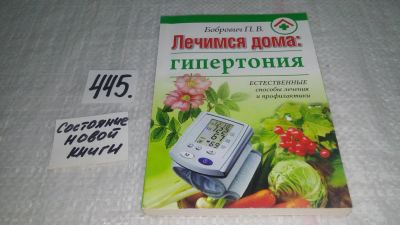 445.
Состояние
новой
книги
Бобрович П. В.
Лечимся дома:
гипертония
ЕСТЕСТВЕННЫЕ
способы лечения
и профилактики